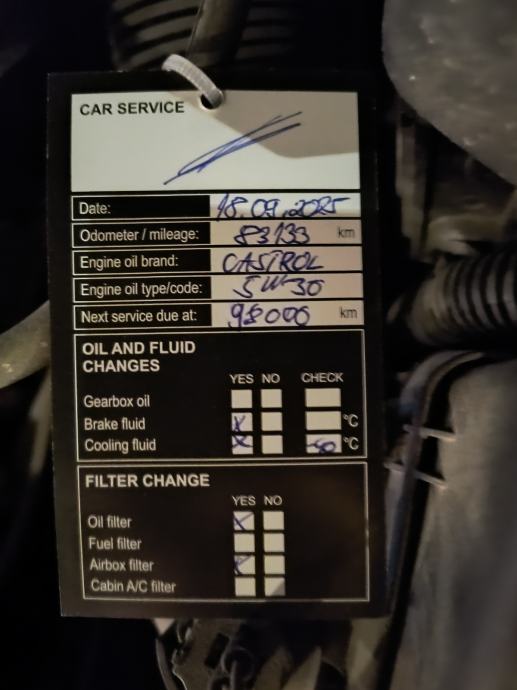 CAR SERVICE
Date: 18.09.2025
Odometer / mileage: 83133 km
Engine oil brand: CASTROL
Engine oil type/code: 5W30
Next service due at: 98000 km
OIL AND FLUID
CHANGES
YES NO CHECK
Gearbox oil
Brake fluid X °C
Cooling fluid X -40 °C
FILTER CHANGE
YES NO
Oil filter X
Fuel filter
Airbox filter X
Cabin A/C filter